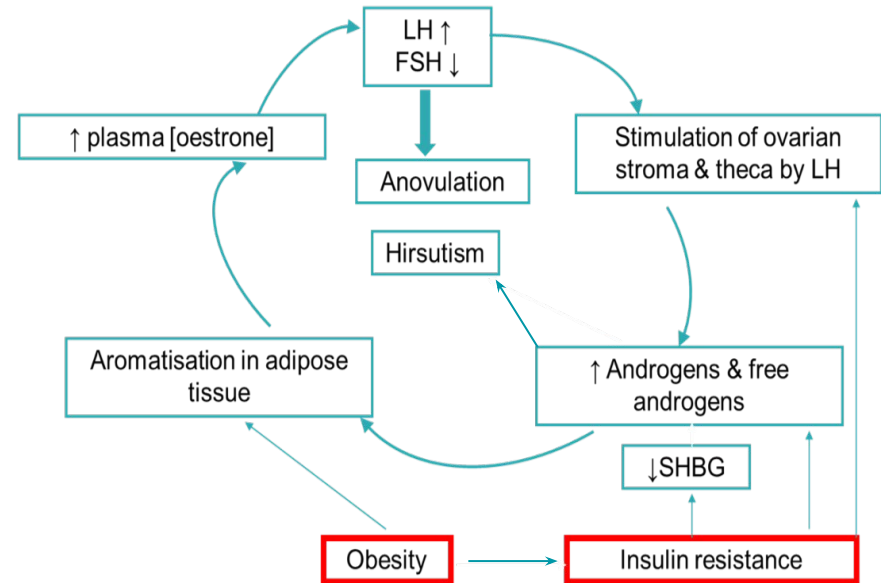 LH ↑
FSH ↓
↑ plasma [oestrone]
Stimulation of ovarian
stroma & theca by LH
Anovulation
Hirsutism
Aromatisation in adipose
tissue
↑ Androgens & free
androgens
↓SHBG
Obesity
Insulin resistance